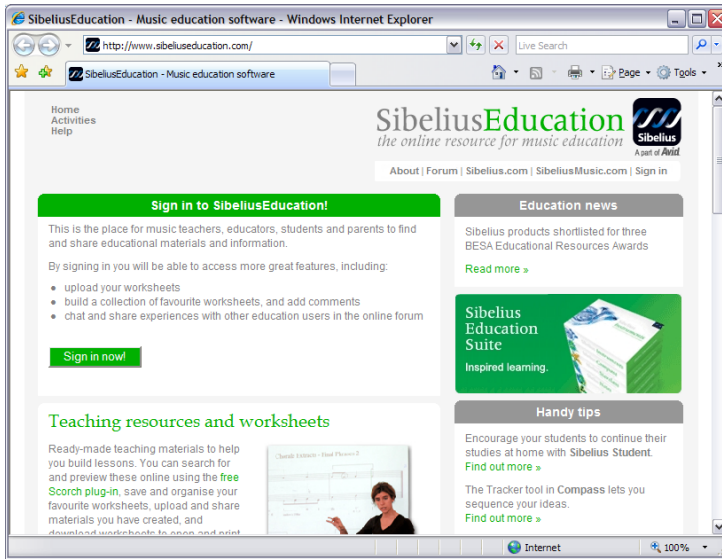 SibeliusEducation - Music education software - Windows Internet Explorer
http://www.sibeliuseducation.com/
Live Search
SibeliusEducation - Music education software
Page
Tools
Home
Activities
Help
SibeliusEducation
the online resource for music education
Sibelius
A part of Avid
About | Forum | Sibelius.com | SibeliusMusic.com | Sign in
Sign in to SibeliusEducation!
This is the place for music teachers, educators, students and parents to find
and share educational materials and information.
By signing in you will be able to access more great features, including:
upload your worksheets
build a collection of favourite worksheets, and add comments
chat and share experiences with other education users in the online forum
Sign in now!
Education news
Sibelius products shortlisted for three
BESA Educational Resources Awards
Read more »
Sibelius
Education
Suite
Inspired learning.
Teaching resources and worksheets
Ready-made teaching materials to help
you build lessons. You can search for
and preview these online using the free
Scorch plug-in, save and organise your
favourite worksheets, upload and share
materials you have created, and
download worksheets to open and print
Handy tips
Encourage your students to continue their
studies at home with Sibelius Student.
Find out more »
The Tracker tool in Compass lets you
sequence your ideas.
Find out more »
Internet
100%